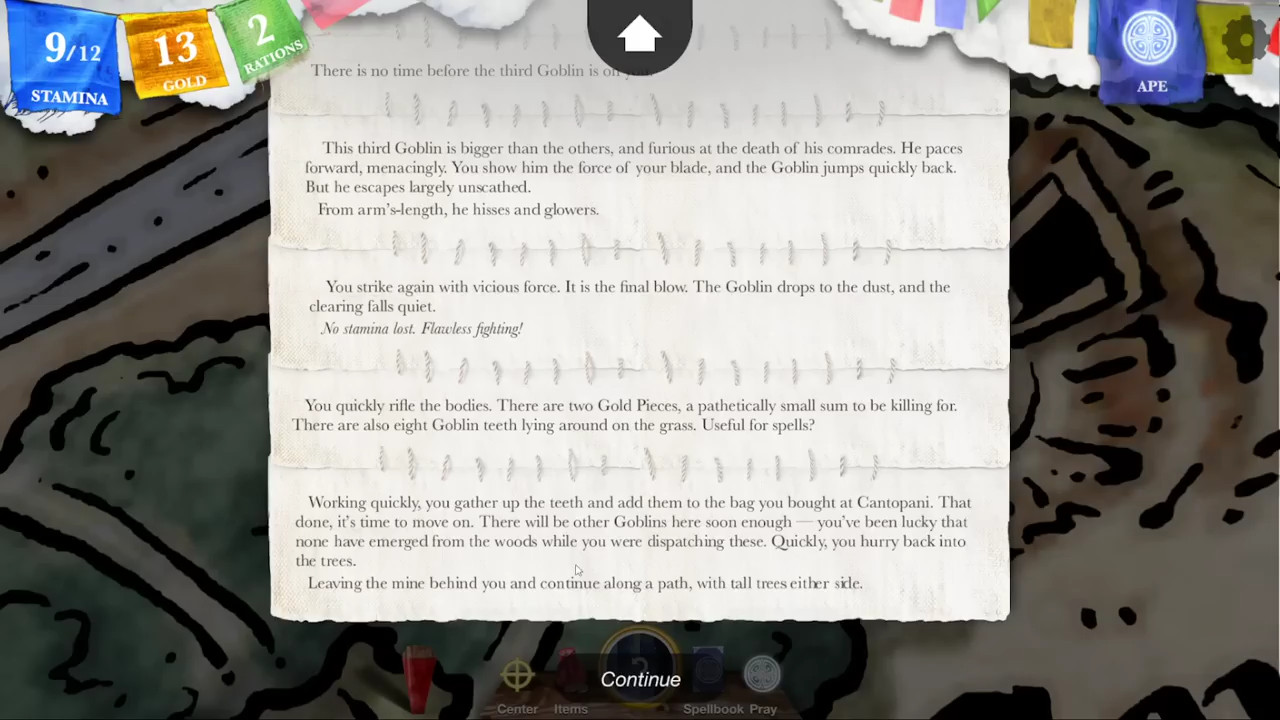 9/12
STAMINA
13
GOLD
2
RATIONS
APE
There is no time before the third Goblin is on you.
This third Goblin is bigger than the others, and furious at the death of his comrades. He paces
forward, menacingly. You show him the force of your blade, and the Goblin jumps quickly back.
But he escapes largely unscathed.
From arm's-length, he hisses and glowers.
You strike again with vicious force. It is the final blow. The Goblin drops to the dust, and the
clearing falls quiet.
No stamina lost. Flawless fighting!
You quickly rifle the bodies. There are two Gold Pieces, a pathetically small sum to be killing for.
There are also eight Goblin teeth lying around on the grass. Useful for spells?
Working quickly, you gather up the teeth and add them to the bag you bought at Cantopani. That
done, it's time to move on. There will be other Goblins here soon enough — you've been lucky that
none have emerged from the woods while you were dispatching these. Quickly, you hurry back into
the trees.
Leaving the mine behind you and continue along a path, with tall trees either side.
Continue
Center Items Spellbook Pray